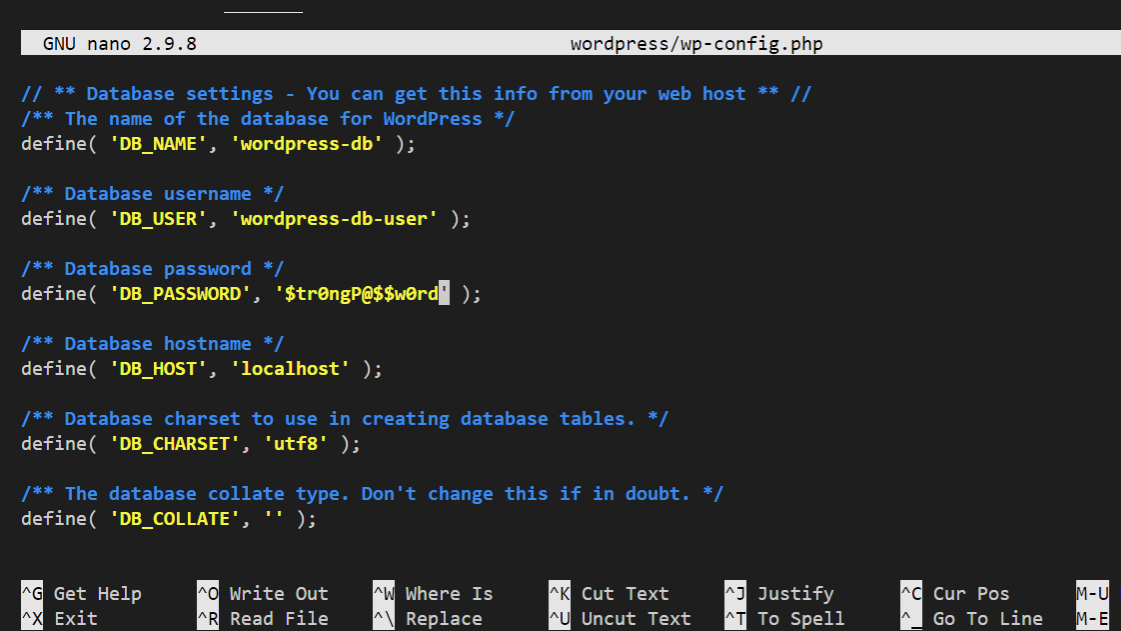 GNU nano 2.9.8 wordpress/wp-config.php
// ** Database settings - You can get this info from your web host ** //
/** The name of the database for WordPress */
define( 'DB_NAME', 'wordpress-db' );
/** Database username */
define( 'DB_USER', 'wordpress-db-user' );
/** Database password */
define( 'DB_PASSWORD', '$tr0ngP@$$w0rd' );
/** Database hostname */
define( 'DB_HOST', 'localhost' );
/** Database charset to use in creating database tables. */
define( 'DB_CHARSET', 'utf8' );
/** The database collate type. Don't change this if in doubt. */
define( 'DB_COLLATE', '' );
^G Get Help ^O Write Out ^W Where Is ^K Cut Text ^J Justify ^C Cur Pos M-U
^X Exit ^R Read File ^\ Replace ^U Uncut Text ^T To Spell ^_ Go To Line M-E